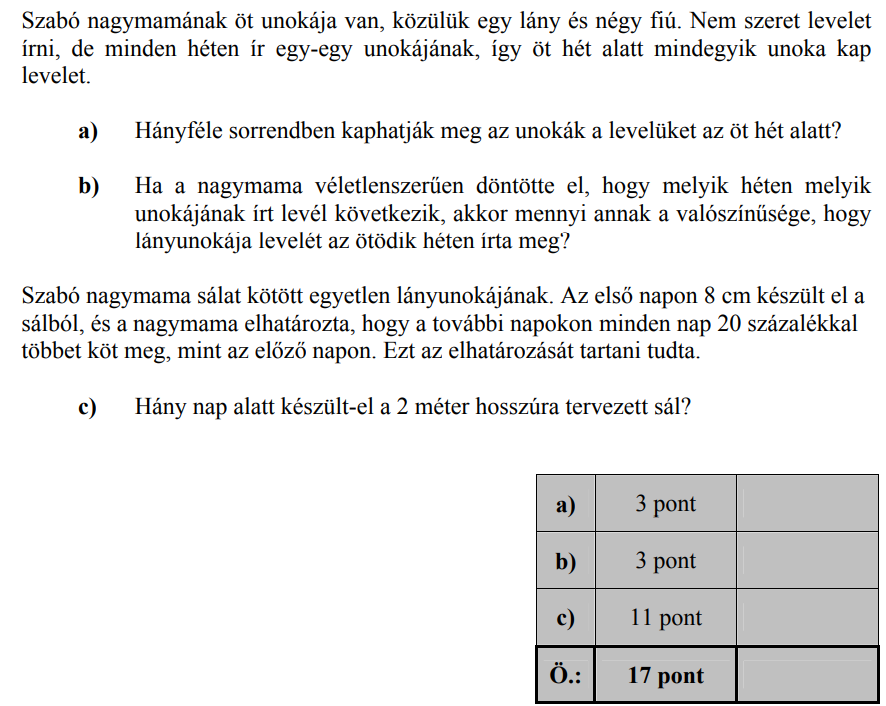 Szabó nagymamának öt unokája van, közülük egy lány és négy fiú. Nem szeret levelet
írni, de minden héten ír egy-egy unokájának, így öt hét alatt mindegyik unoka kap
levelet.
a) Hányféle sorrendben kaphatják meg az unokák a levelüket az öt hét alatt?
b) Ha a nagymama véletlenszerűen döntötte el, hogy melyik héten melyik
unokájának írt levél következik, akkor mennyi annak a valószínűsége, hogy
lányunokája levelét az ötödik héten írta meg?
Szabó nagymama sálat kötött egyetlen lányunokájának. Az első napon 8 cm készült el a
sálból, és a nagymama elhatározta, hogy a további napokon minden nap 20 százalékkal
többet köt meg, mint az előző napon. Ezt az elhatározását tartani tudta.
c) Hány nap alatt készült-el a 2 méter hosszúra tervezett sál?
a) 3 pont
b) 3 pont
c) 11 pont
Ö.: 17 pont